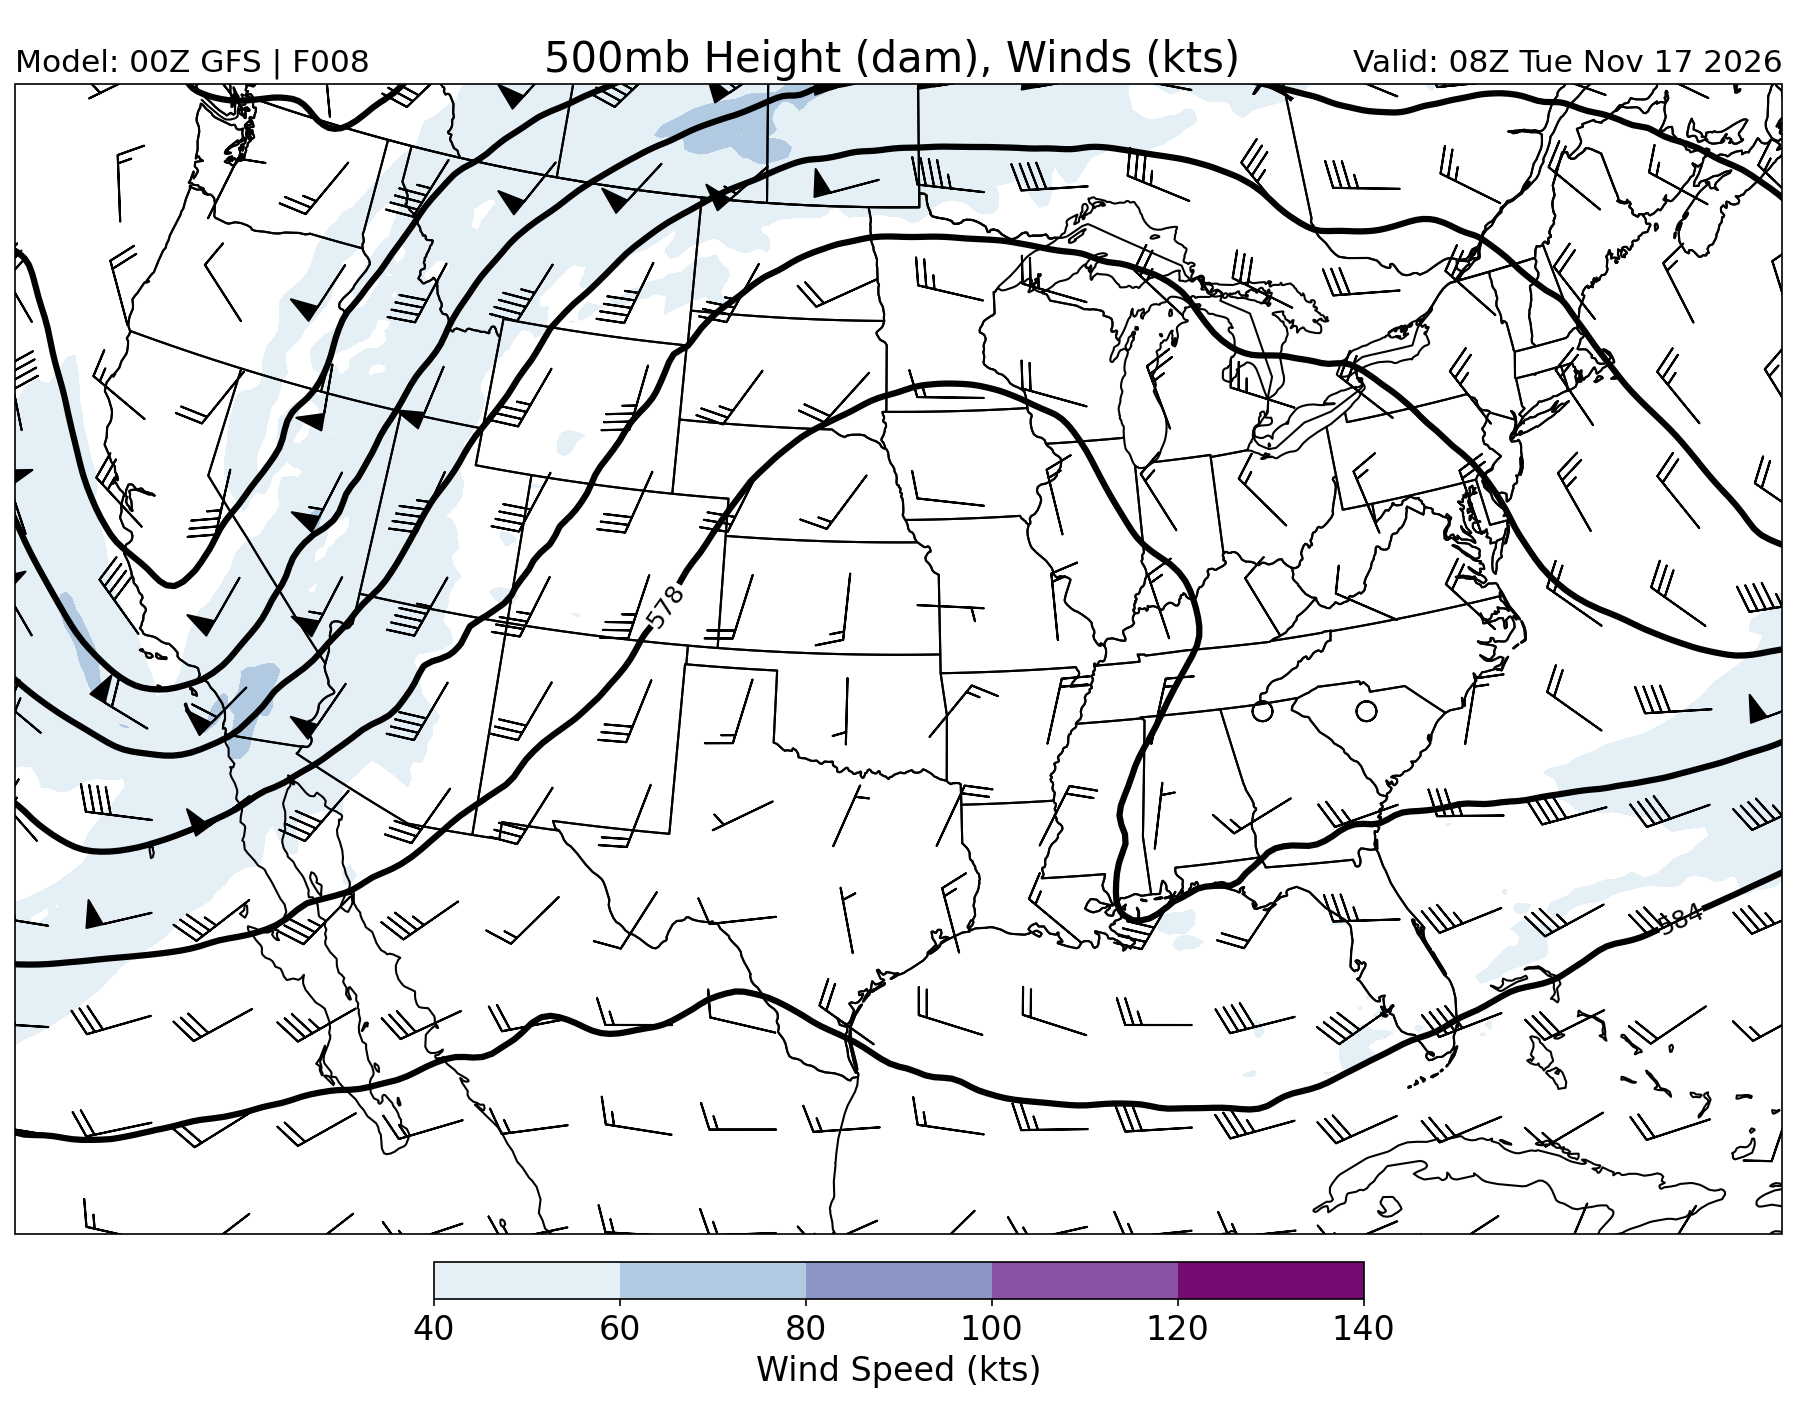 Model: 00Z GFS | F008
500mb Height (dam), Winds (kts)
Valid: 08Z Tue Nov 17 2026
578
584
40 60 80 100 120 140
Wind Speed (kts)